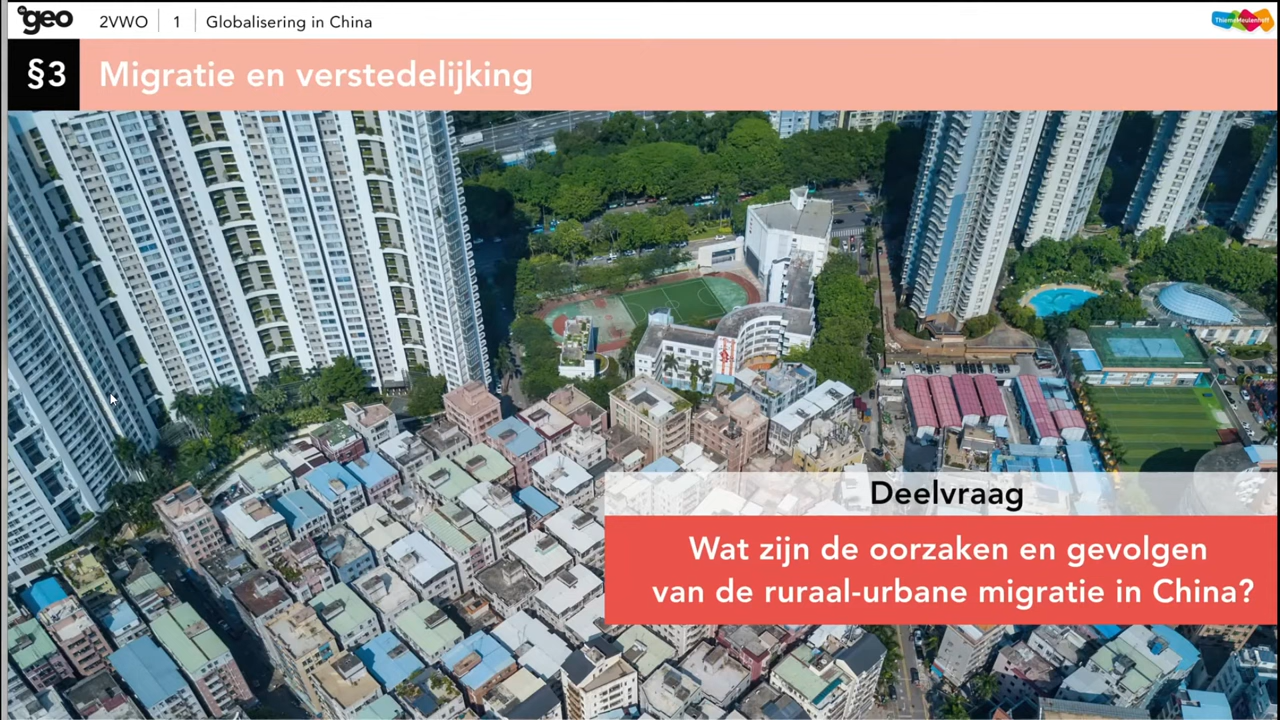 de geo
2VWO
1
Globalisering in China
ThiemeMeulenhoff
§3
Migratie en verstedelijking
Deelvraag
Wat zijn de oorzaken en gevolgen
van de ruraal-urbane migratie in China?